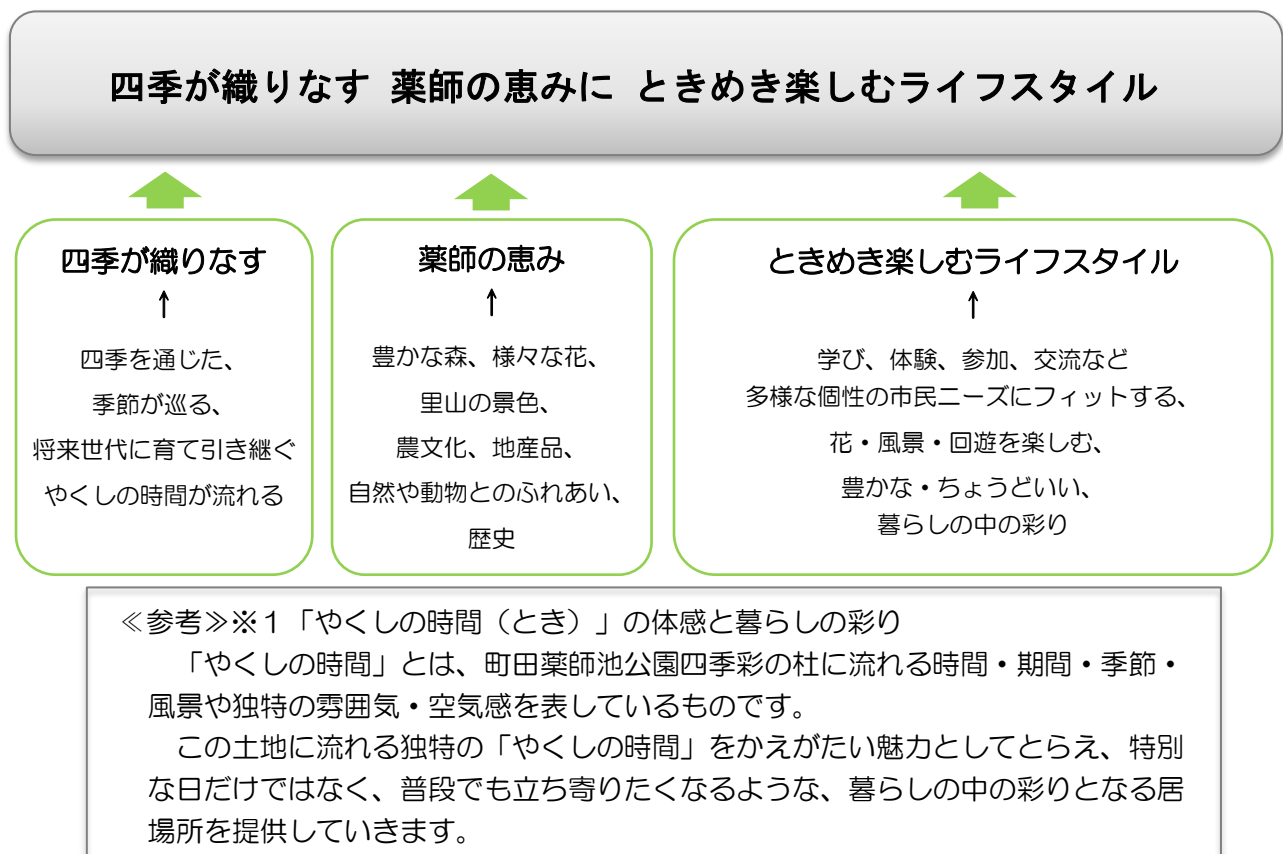 四季が織りなす 薬師の恵みに ときめき楽しむライフスタイル
四季が織りなす
↑
四季を通じた、
季節が巡る、
将来世代に育て引き継ぐ
やくしの時間が流れる
薬師の恵み
↑
豊かな森、様々な花、
里山の景色、
農文化、地産品、
自然や動物とのふれあい、
歴史
ときめき楽しむライフスタイル
↑
学び、体験、参加、交流など
多様な個性の市民ニーズにフィットする、
花・風景・回遊を楽しむ、
豊かな・ちょうどいい、
暮らしの中の彩り
≪参考≫※1「やくしの時間（とき）」の体感と暮らしの彩り
「やくしの時間」とは、町田薬師池公園四季彩の杜に流れる時間・期間・季節・
風景や独特の雰囲気・空気感を表しているものです。
この土地に流れる独特の「やくしの時間」をかえがたい魅力としてとらえ、特別
な日だけではなく、普段でも立ち寄りたくなるような、暮らしの中の彩りとなる居
場所を提供していきます。